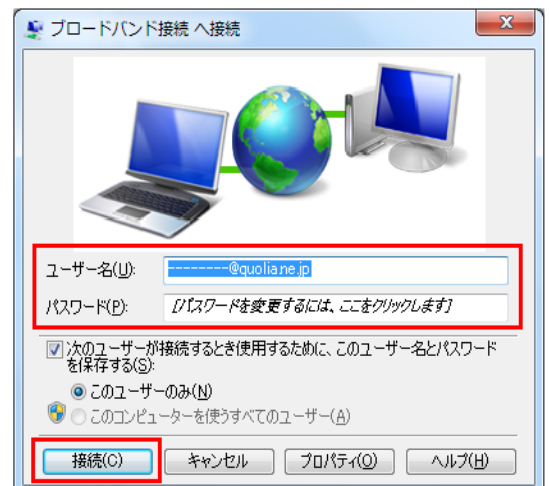 ブロードバンド接続 へ接続
ユーザー名(U): --------@quolia.ne.jp
パスワード(P): [パスワードを変更するには、ここをクリックします]
次のユーザーが接続するとき使用するために、このユーザー名とパスワード
を保存する(S):
このユーザーのみ(N)
このコンピューターを使うすべてのユーザー(A)
接続(C) キャンセル プロパティ(O) ヘルプ(H)